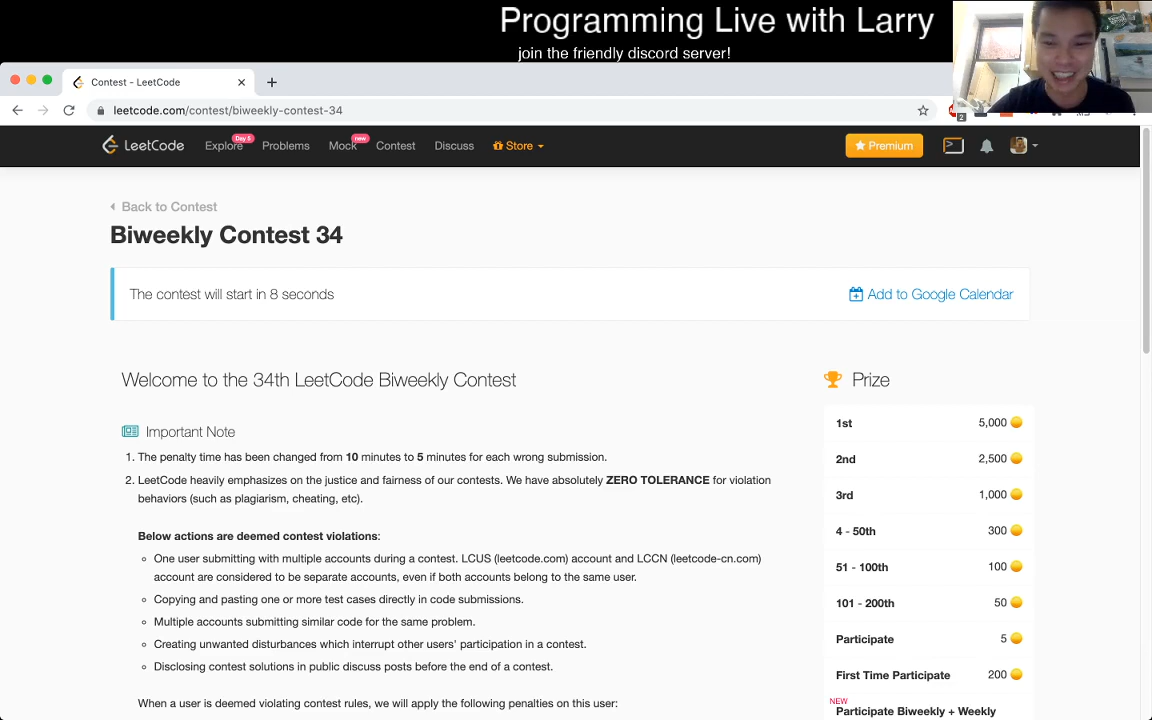 Programming Live with Larry
join the friendly discord server!
Contest - LeetCode
leetcode.com/contest/biweekly-contest-34
2
LeetCode
Explore Day 5 Problems Mock new Contest Discuss Store Premium
Back to Contest
Biweekly Contest 34
The contest will start in 8 seconds
Add to Google Calendar
Welcome to the 34th LeetCode Biweekly Contest
Important Note
1. The penalty time has been changed from 10 minutes to 5 minutes for each wrong submission.
2. LeetCode heavily emphasizes on the justice and fairness of our contests. We have absolutely ZERO TOLERANCE for violation
behaviors (such as plagiarism, cheating, etc).
Below actions are deemed contest violations:
One user submitting with multiple accounts during a contest. LCUS (leetcode.com) account and LCCN (leetcode-cn.com)
account are considered to be separate accounts, even if both accounts belong to the same user.
Copying and pasting one or more test cases directly in code submissions.
Multiple accounts submitting similar code for the same problem.
Creating unwanted disturbances which interrupt other users' participation in a contest.
Disclosing contest solutions in public discuss posts before the end of a contest.
When a user is deemed violating contest rules, we will apply the following penalties on this user:
Prize
1st 5,000
2nd 2,500
3rd 1,000
4 - 50th 300
51 - 100th 100
101 - 200th 50
Participate 5
First Time Participate 200
NEW
Participate Biweekly + Weekly